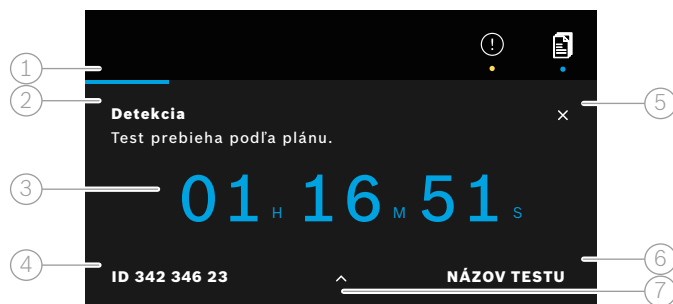 1
2
Detekcia
5
Test prebieha podľa plánu.
3
01 H 16 M 51 S
4
6
ID 342 346 23
NÁZOV TESTU
7